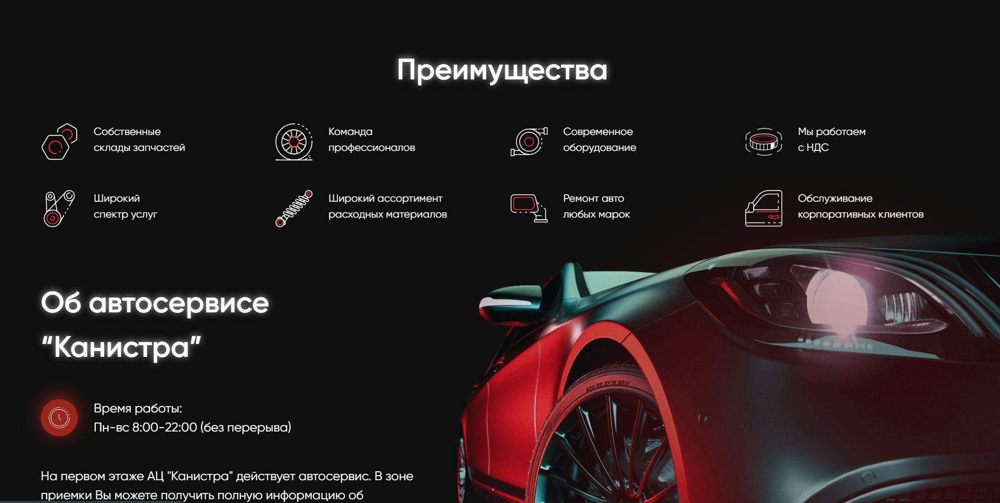 Преимущества
Собственные
склады запчастей
Команда
профессионалов
Современное
оборудование
Мы работаем
с НДС
Широкий
спектр услуг
Широкий ассортимент
расходных материалов
Ремонт авто
любых марок
Обслуживание
корпоративных клиентов
Об автосервисе
“Канистра”
Время работы:
Пн-вс 8:00-22:00 (без перерыва)
На первом этаже АЦ "Канистра" действует автосервис. В зоне
приемки Вы можете получить полную информацию об